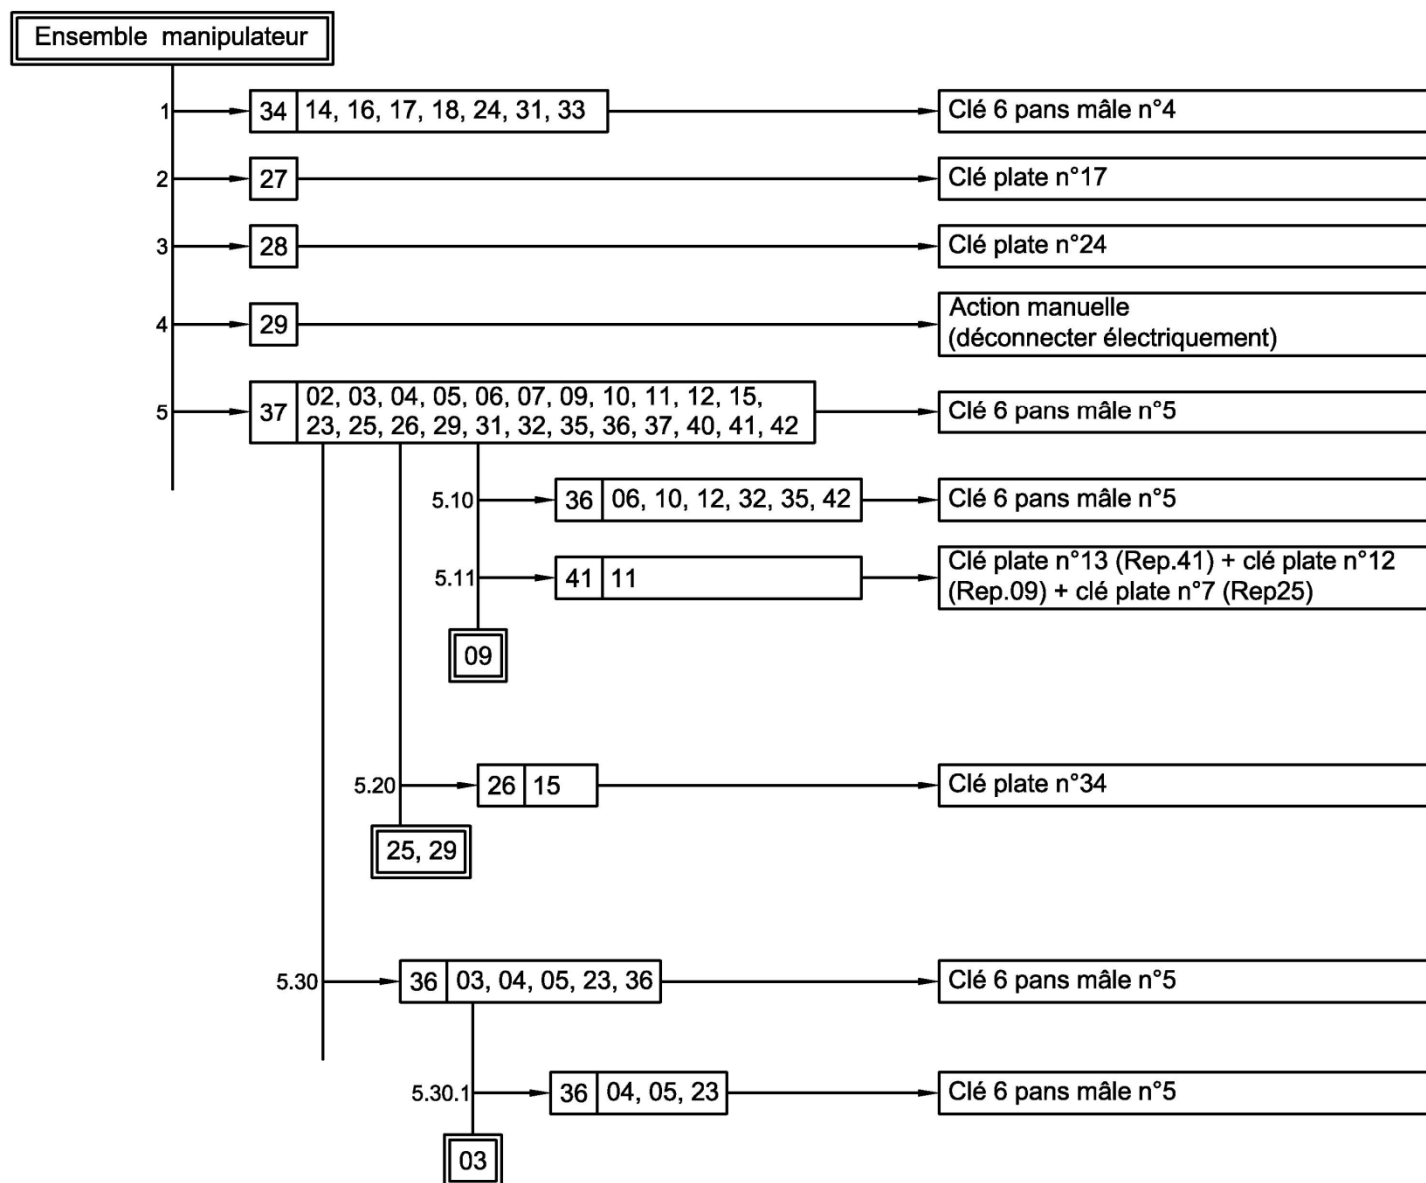 Ensemble manipulateur
1 34 14, 16, 17, 18, 24, 31, 33 Clé 6 pans mâle n°4
2 27 Clé plate n°17
3 28 Clé plate n°24
4 29 Action manuelle
(déconnecter électriquement)
5 37 02, 03, 04, 05, 06, 07, 09, 10, 11, 12, 15,
23, 25, 26, 29, 31, 32, 35, 36, 37, 40, 41, 42
Clé 6 pans mâle n°5
5.10 36 06, 10, 12, 32, 35, 42 Clé 6 pans mâle n°5
5.11 41 11 Clé plate n°13 (Rep.41) + clé plate n°12
(Rep.09) + clé plate n°7 (Rep25)
09
5.20 26 15 Clé plate n°34
25, 29
5.30 36 03, 04, 05, 23, 36 Clé 6 pans mâle n°5
5.30.1 36 04, 05, 23 Clé 6 pans mâle n°5
03